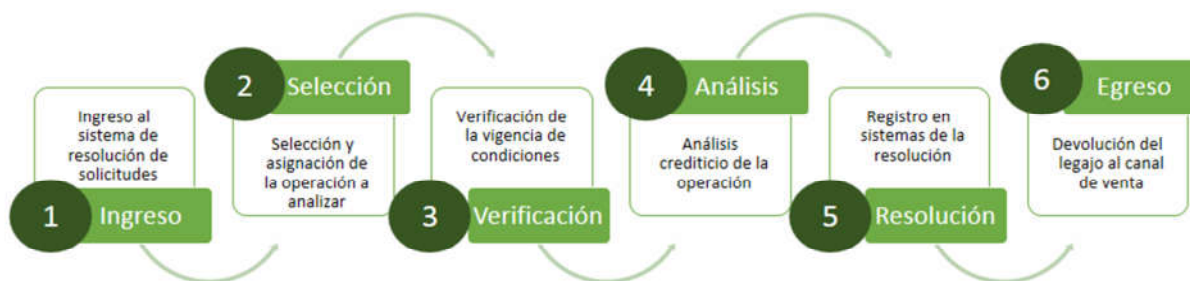 1
Ingreso
Ingreso al
sistema de
resolución de
solicitudes
2
Selección
Selección y
asignación de
la operación a
analizar
3
Verificación
Verificación de
la vigencia de
condiciones
4
Análisis
Análisis
crediticio de la
operación
5
Resolución
Registro en
sistemas de la
resolución
6
Egreso
Devolución del
legajo al canal
de venta